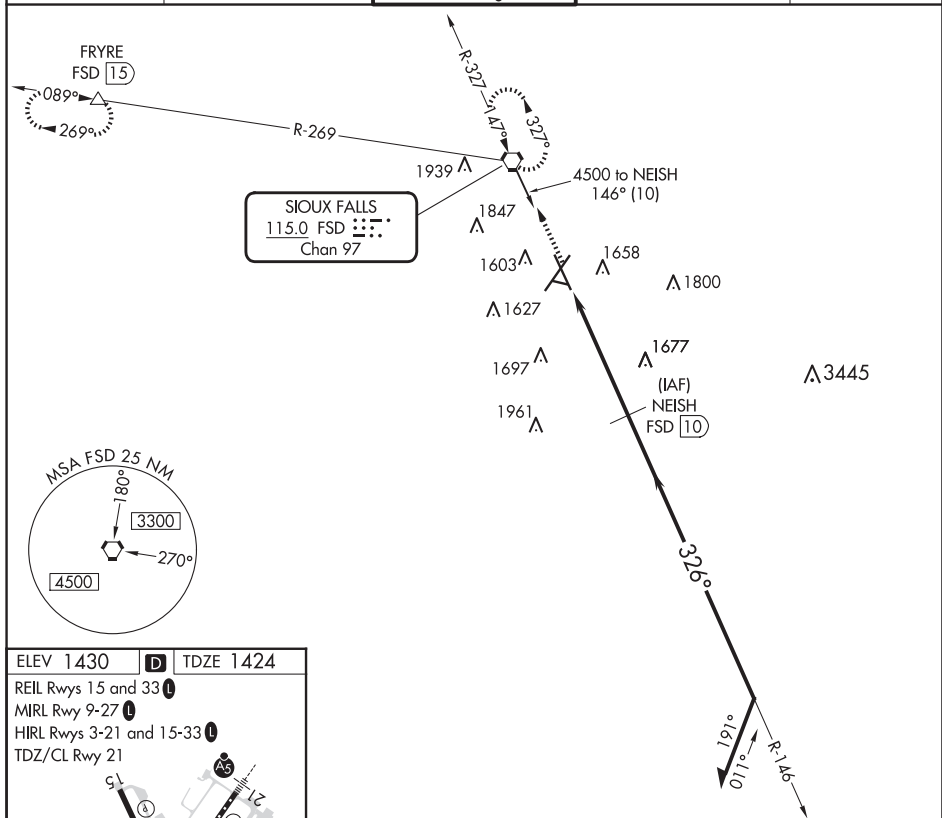 FRYRE
FSD 15
089°
269°
R-269
R-327
147°
327°
1939
4500 to NEISH
146° (10)
SIOUX FALLS
115.0 FSD
Chan 97
1847
1603
1658
1800
1627
1697
1677
3445
(IAF)
NEISH
FSD 10
1961
MSA FSD 25 NM
180°
3300
270°
4500
326°
191°
011°
R-146
ELEV 1430 D TDZE 1424
REIL Rwys 15 and 33 L
MIRL Rwy 9-27 L
HIRL Rwys 3-21 and 15-33 L
TDZ/CL Rwy 21
A5
15
21